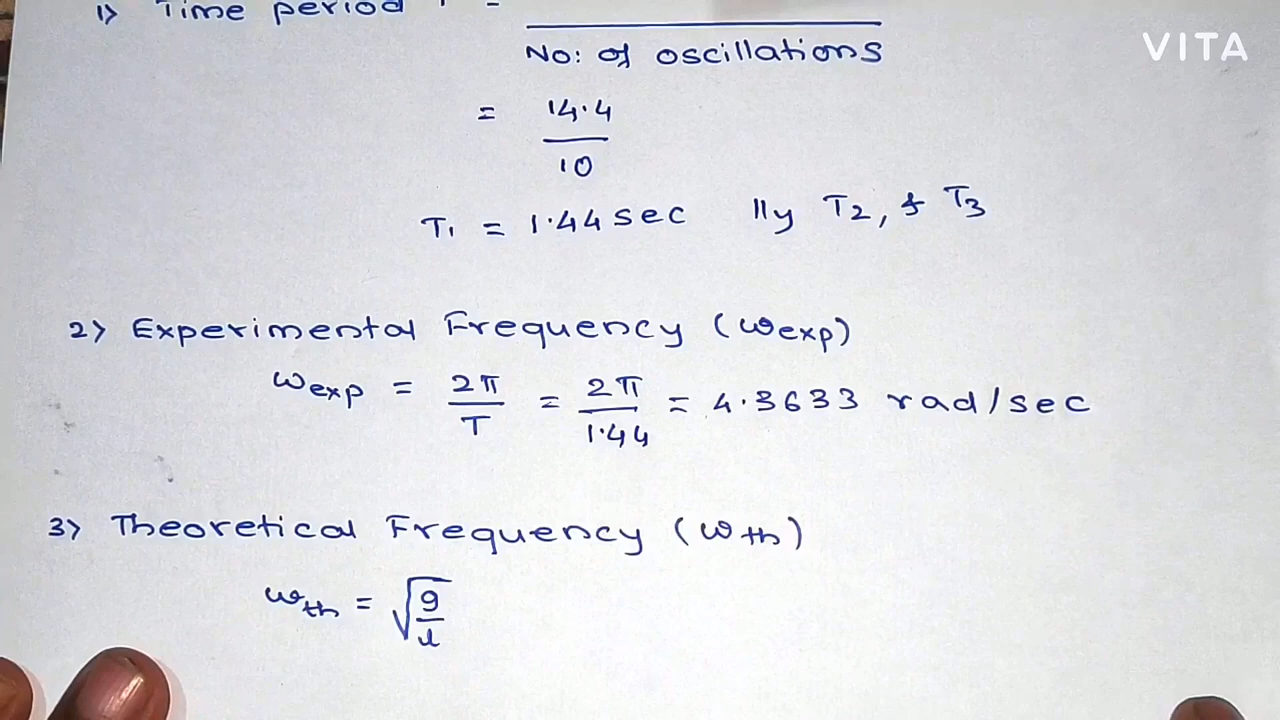 1) Time period
VITA
No: of oscillations
= 14.4 / 10
T1 = 1.44 sec lly T2, & T3
2) Experimental Frequency (ωexp)
ωexp = 2π / T = 2π / 1.44 = 4.3633 rad/sec
3) Theoretical Frequency (ωth)
ωth = √g / l